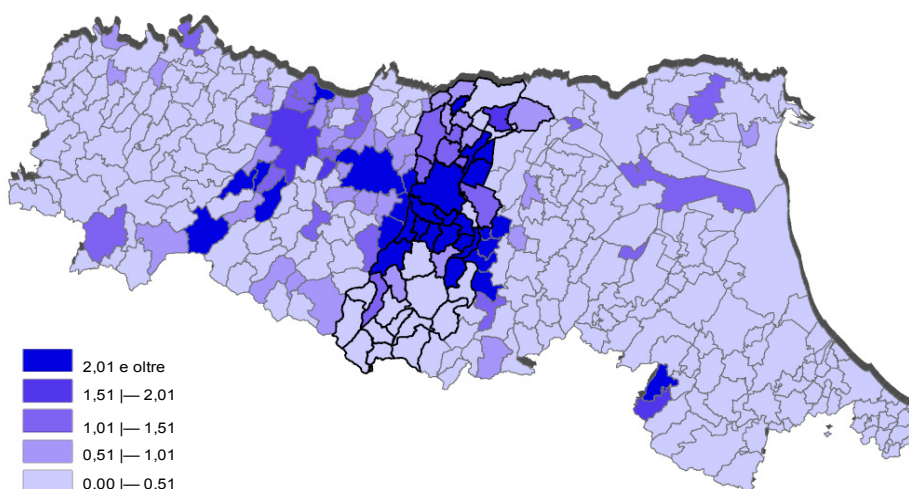 2,01 e oltre
1,51 |— 2,01
1,01 |— 1,51
0,51 |— 1,01
0,00 |— 0,51